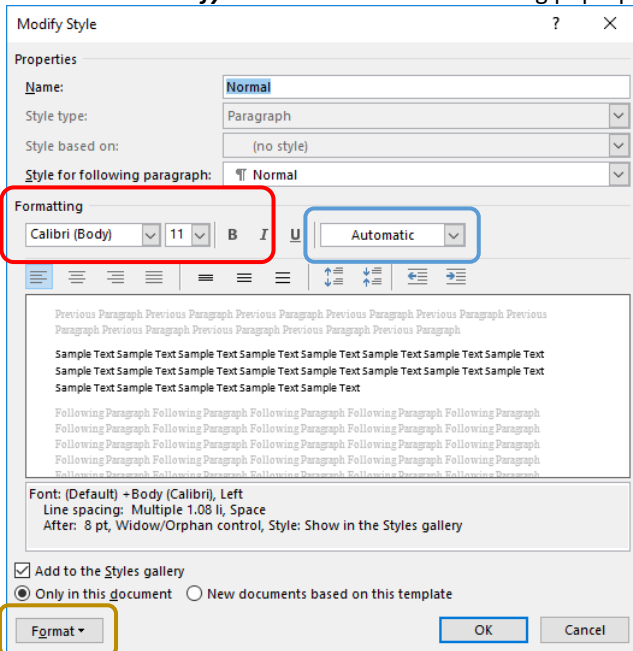 Modify Style ?
Properties
Name: Normal
Style type: Paragraph
Style based on: (no style)
Style for following paragraph: ¶ Normal
Formatting
Calibri (Body) 11 B I U Automatic
Previous Paragraph Previous Paragraph Previous Paragraph Previous Paragraph Previous Paragraph Previous
Paragraph Previous Paragraph Previous Paragraph Previous Paragraph Previous Paragraph
Sample Text Sample Text Sample Text Sample Text Sample Text Sample Text Sample Text Sample Text
Sample Text Sample Text Sample Text Sample Text Sample Text Sample Text Sample Text Sample Text
Sample Text Sample Text Sample Text Sample Text Sample Text
Following Paragraph Following Paragraph Following Paragraph Following Paragraph Following Paragraph
Following Paragraph Following Paragraph Following Paragraph Following Paragraph Following Paragraph
Following Paragraph Following Paragraph Following Paragraph Following Paragraph Following Paragraph
Following Paragraph Following Paragraph Following Paragraph Following Paragraph Following Paragraph
Following Paragraph Following Paragraph Following Paragraph Following Paragraph Following Paragraph
Font: (Default) +Body (Calibri), Left
Line spacing: Multiple 1.08 li, Space
After: 8 pt, Widow/Orphan control, Style: Show in the Styles gallery
Add to the Styles gallery
Only in this document New documents based on this template
Format OK Cancel